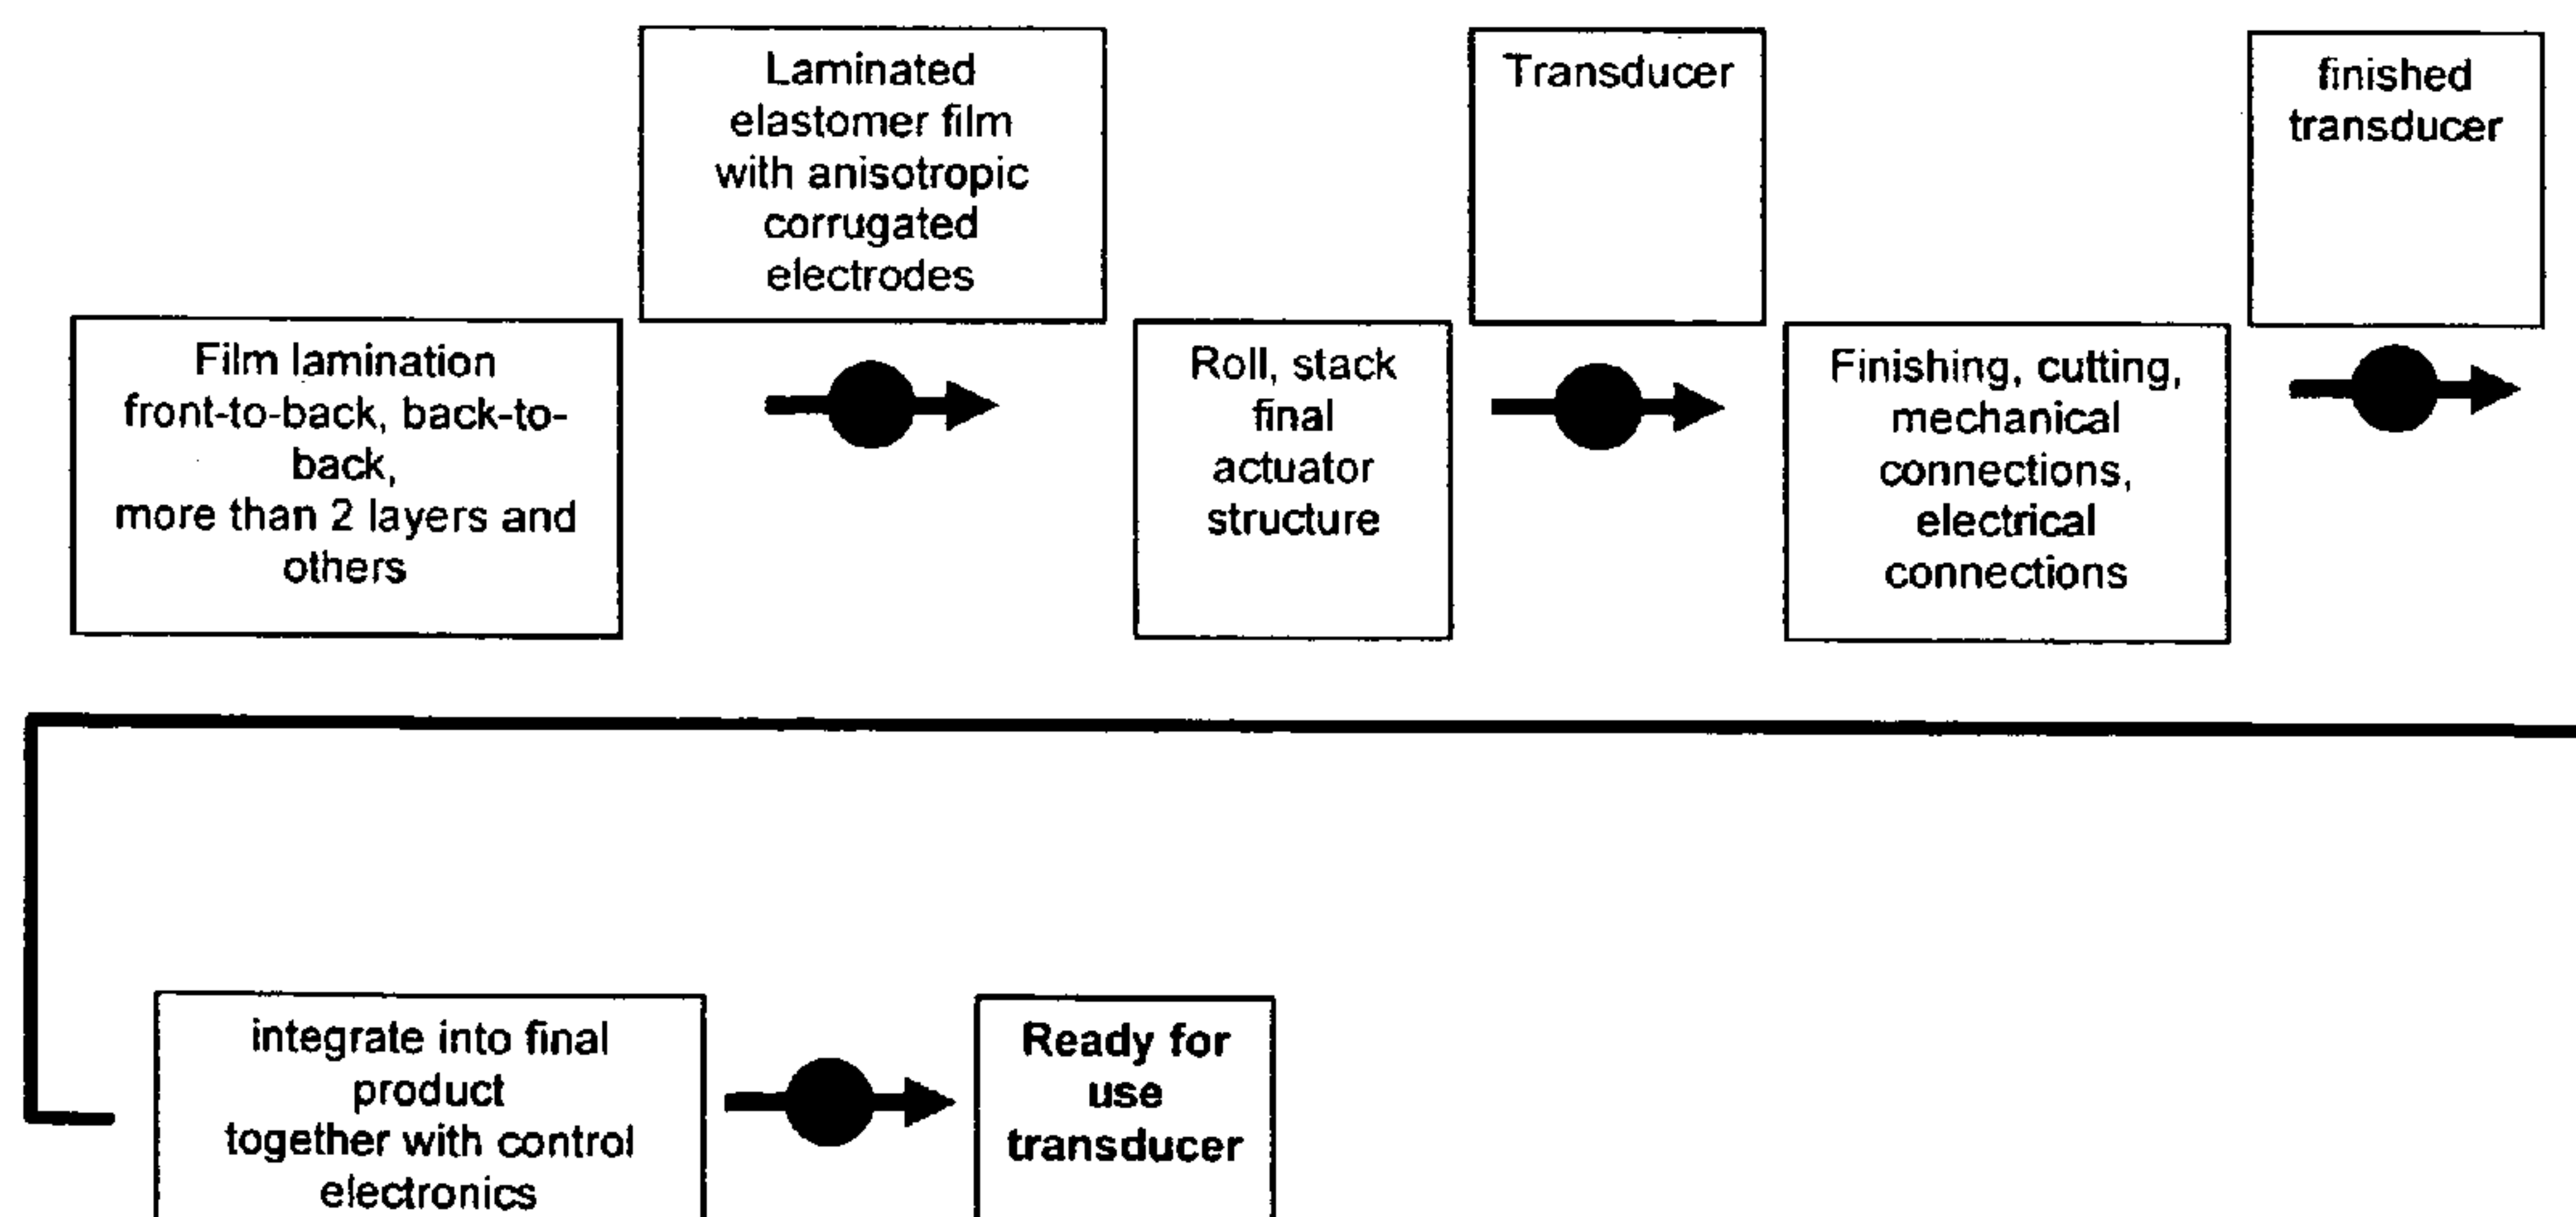 Film lamination
front-to-back, back-to-
back,
more than 2 layers and
others
Laminated
elastomer film
with anisotropic
corrugated
electrodes
Roll, stack
final
actuator
structure
Transducer
Finishing, cutting,
mechanical
connections,
electrical
connections
finished
transducer
integrate into final
product
together with control
electronics
Ready for
use
transducer